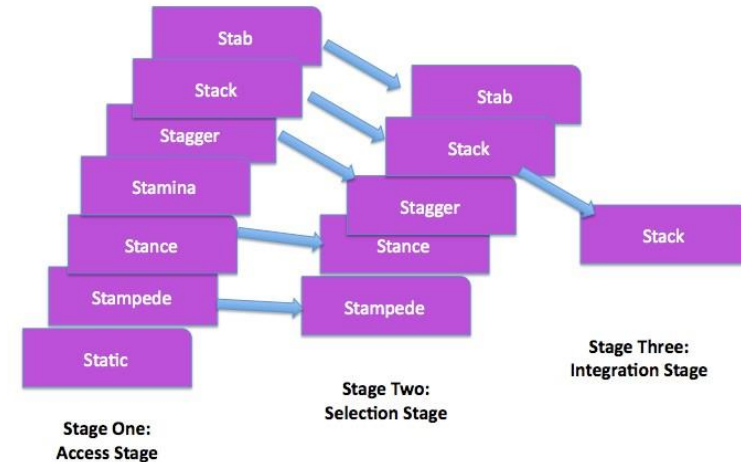 Stab
Stack
Stagger
Stamina
Stance
Stampede
Static
Stage One:
Access Stage
Stab
Stack
Stagger
Stance
Stampede
Stage Two:
Selection Stage
Stack
Stage Three:
Integration Stage